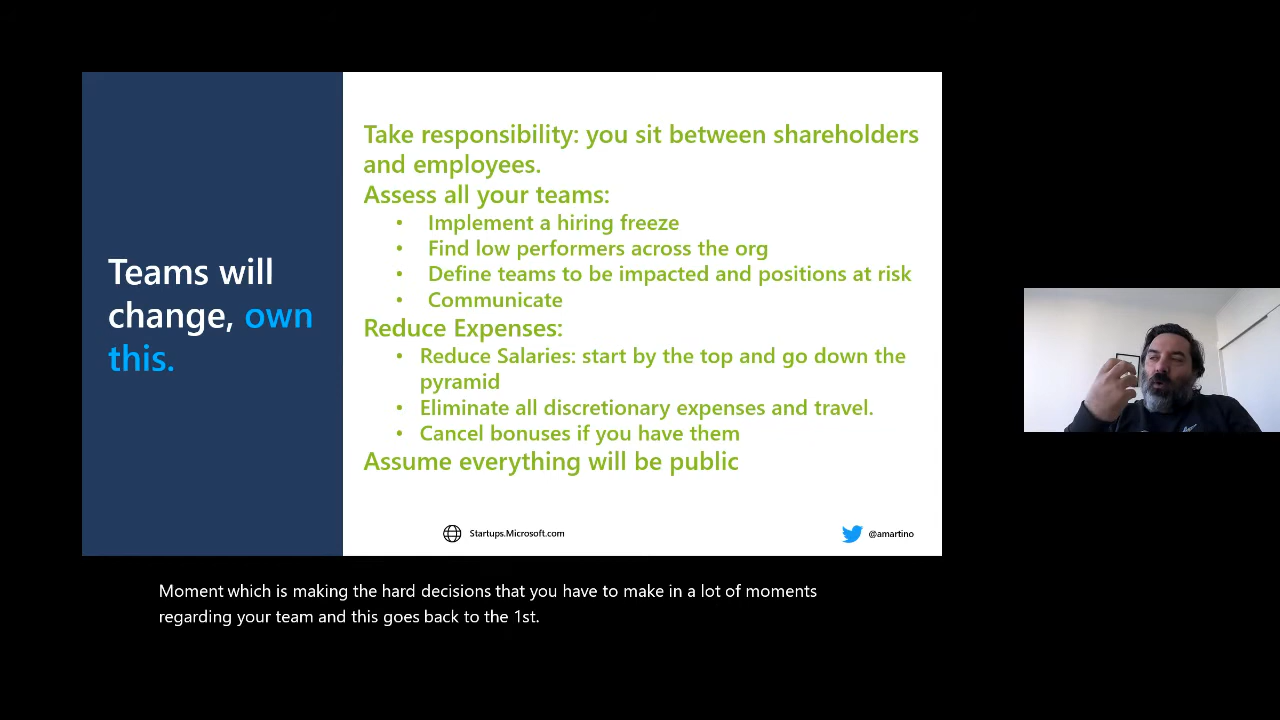 Teams will
change, own
this.
Take responsibility: you sit between shareholders
and employees.
Assess all your teams:
• Implement a hiring freeze
• Find low performers across the org
• Define teams to be impacted and positions at risk
• Communicate
Reduce Expenses:
• Reduce Salaries: start by the top and go down the
pyramid
• Eliminate all discretionary expenses and travel.
• Cancel bonuses if you have them
Assume everything will be public
Startups.Microsoft.com
@amartino
Moment which is making the hard decisions that you have to make in a lot of moments
regarding your team and this goes back to the 1st.